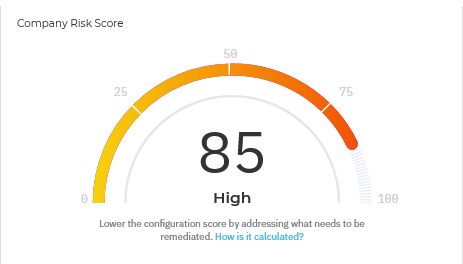 Company Risk Score
50
25
75
85
0
High
100
Lower the configuration score by addressing what needs to be
remediated. How is it calculated?